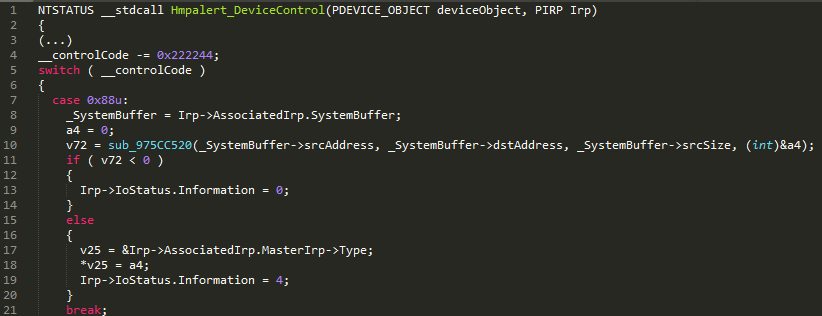 1 NTSTATUS __stdcall Hmpalert_DeviceControl(PDEVICE_OBJECT deviceObject, PIRP Irp)
2 {
3 (...)
4 __controlCode -= 0x222244;
5 switch ( __controlCode )
6 {
7 case 0x88u:
8 _SystemBuffer = Irp->AssociatedIrp.SystemBuffer;
9 a4 = 0;
10 v72 = sub_975CC520(_SystemBuffer->srcAddress, _SystemBuffer->dstAddress, _SystemBuffer->srcSize, (int)&a4);
11 if ( v72 < 0 )
12 {
13 Irp->IoStatus.Information = 0;
14 }
15 else
16 {
17 v25 = &Irp->AssociatedIrp.MasterIrp->Type;
18 *v25 = a4;
19 Irp->IoStatus.Information = 4;
20 }
21 break;